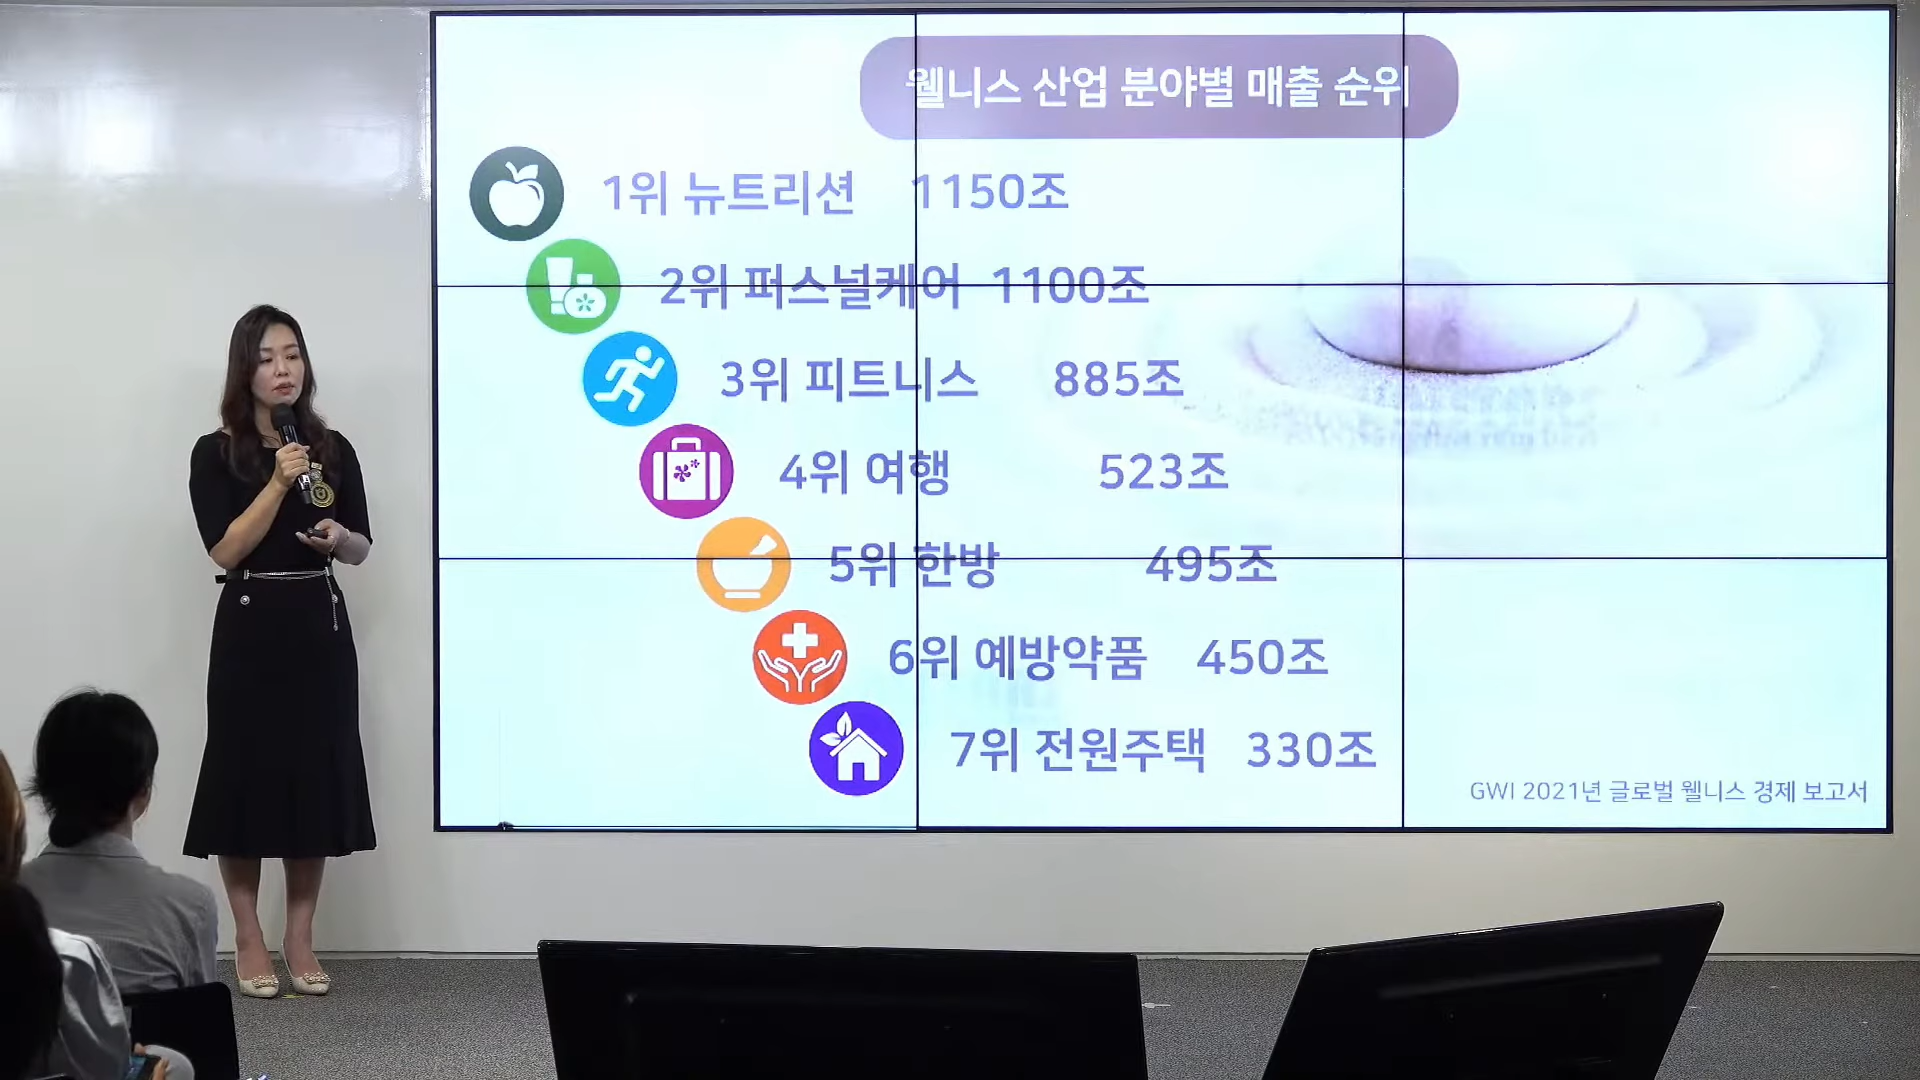 웰니스 산업 분야별 매출 순위
1위 뉴트리션 1150조
2위 퍼스널케어 1100조
3위 피트니스 885조
4위 여행 523조
5위 한방 495조
6위 예방약품 450조
7위 전원주택 330조
GWI 2021년 글로벌 웰니스 경제 보고서